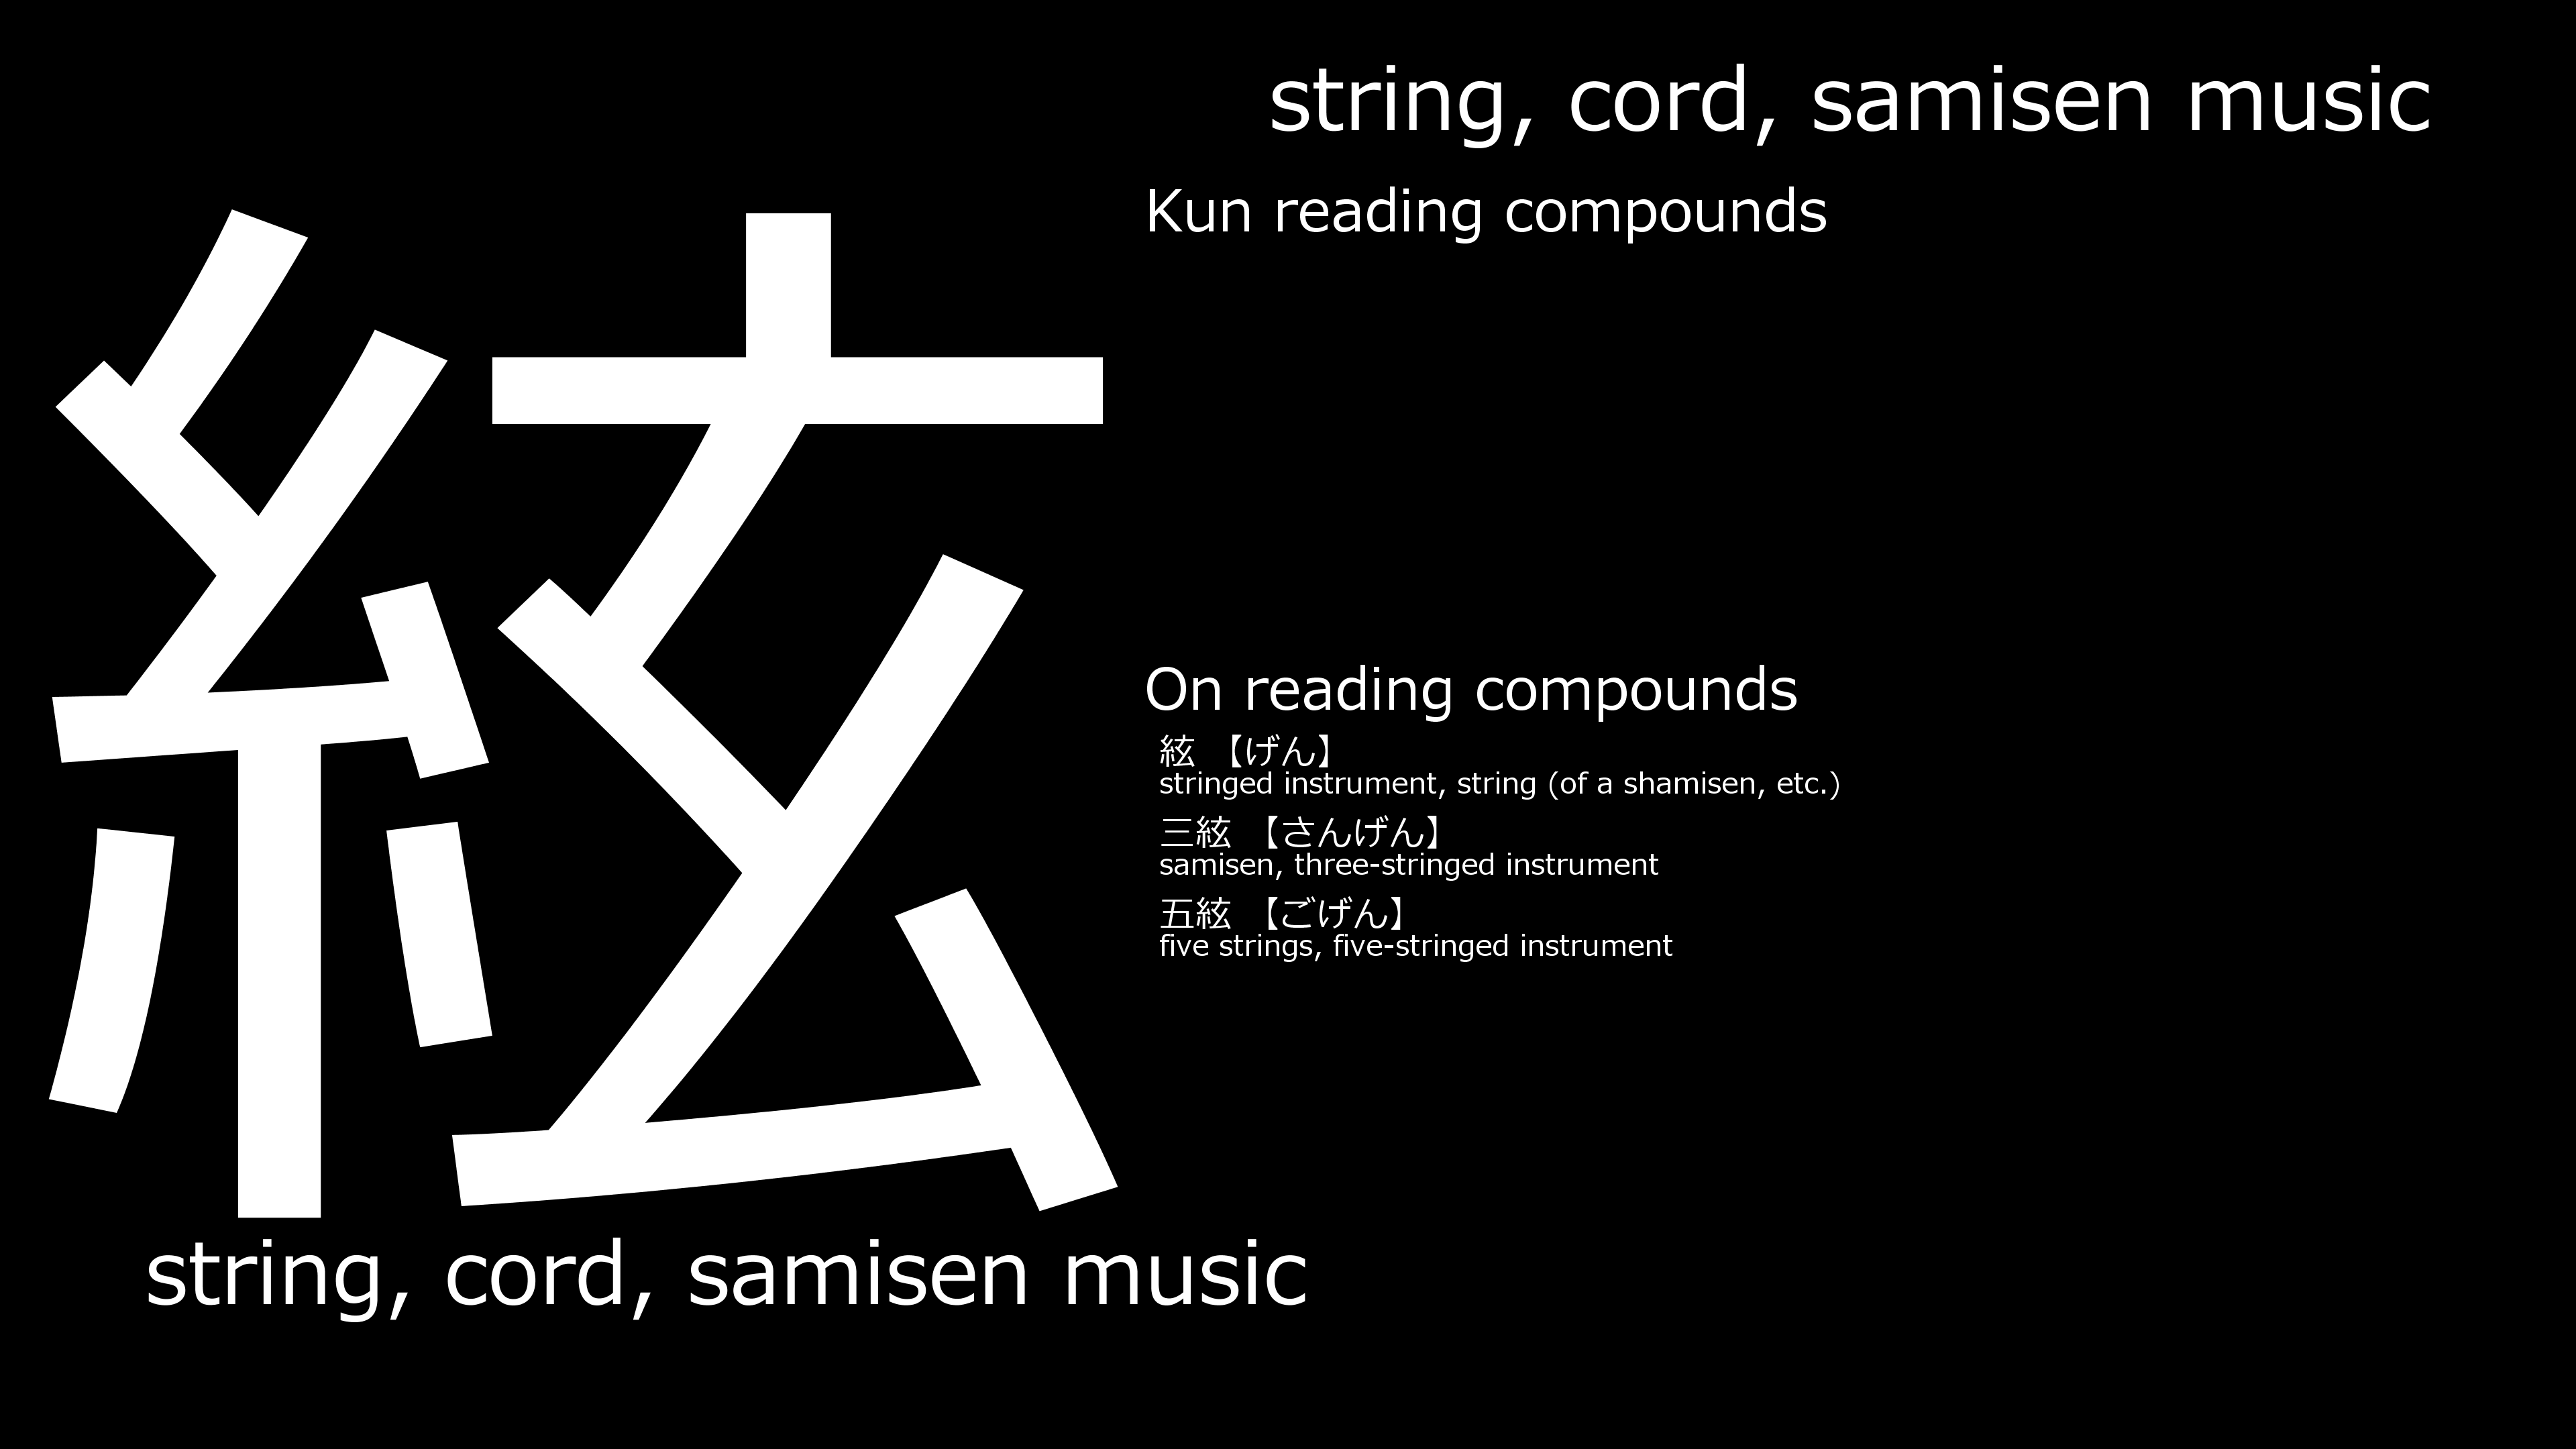 絃
string, cord, samisen music
string, cord, samisen music
Kun reading compounds
On reading compounds
絃 【げん】
stringed instrument, string (of a shamisen, etc.)
三絃 【さんげん】
samisen, three-stringed instrument
五絃 【ごげん】
five strings, five-stringed instrument